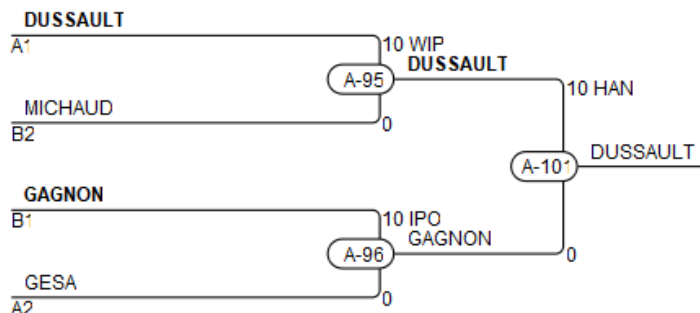 DUSSAULT
A1
10 WIP
DUSSAULT
A-95
10 HAN
MICHAUD
0
B2
A-101
DUSSAULT
GAGNON
B1
10 IPO
GAGNON
A-96
0
GESA
0
A2